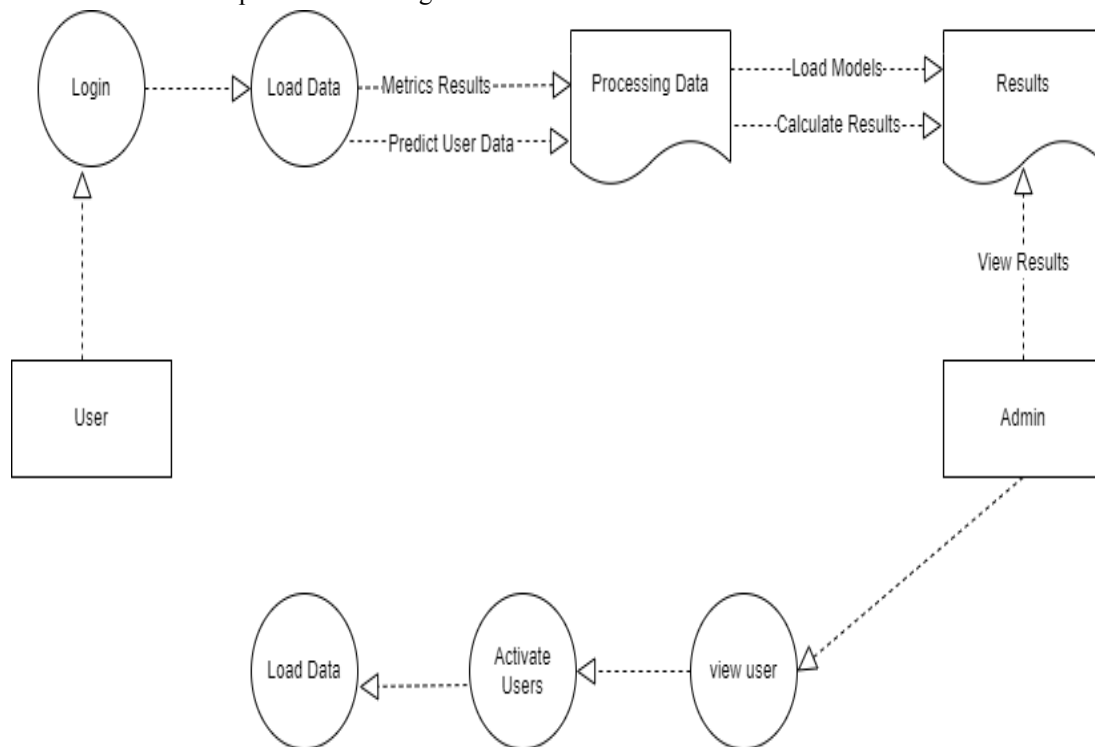 Login
Load Data
Metrics Results
Predict User Data
Processing Data
Load Models
Calculate Results
Results
View Results
User
Admin
Load Data
Activate
Users
view user